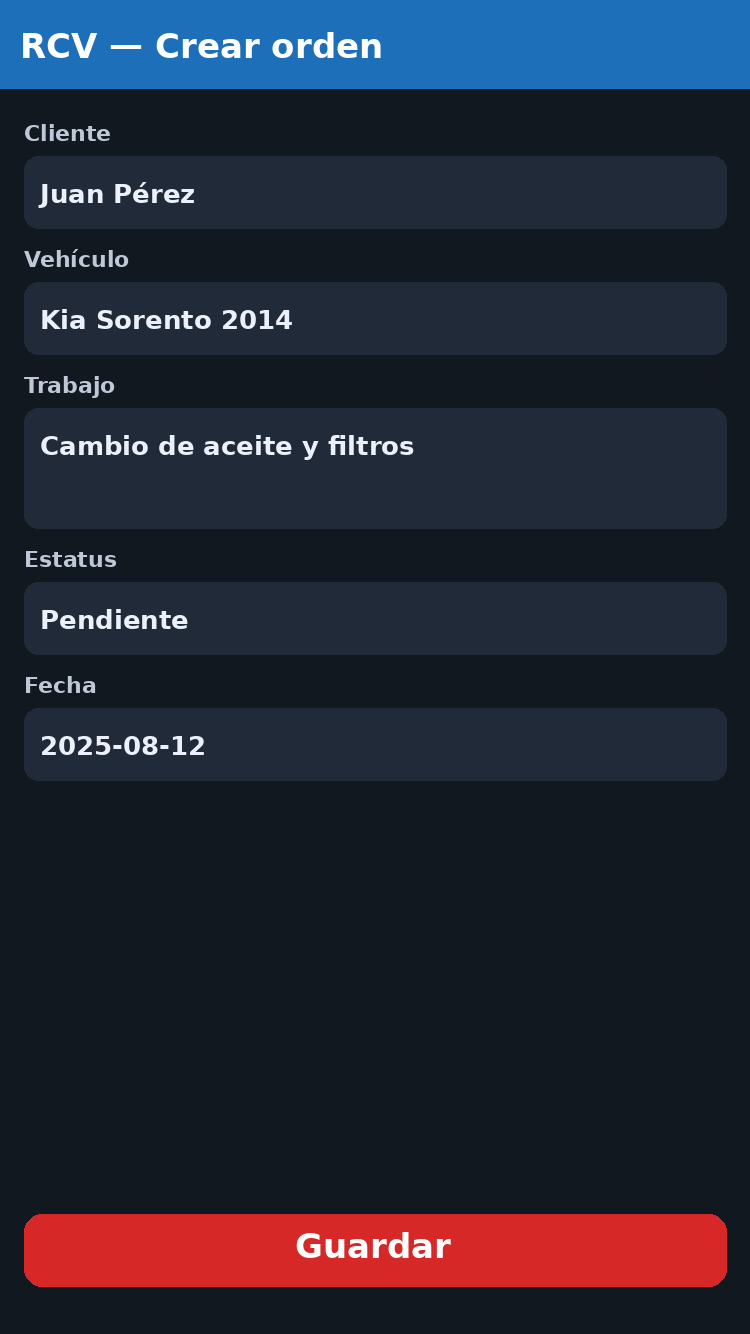 RCV — Crear orden
Cliente
Juan Pérez
Vehículo
Kia Sorento 2014
Trabajo
Cambio de aceite y filtros
Estatus
Pendiente
Fecha
2025-08-12
Guardar